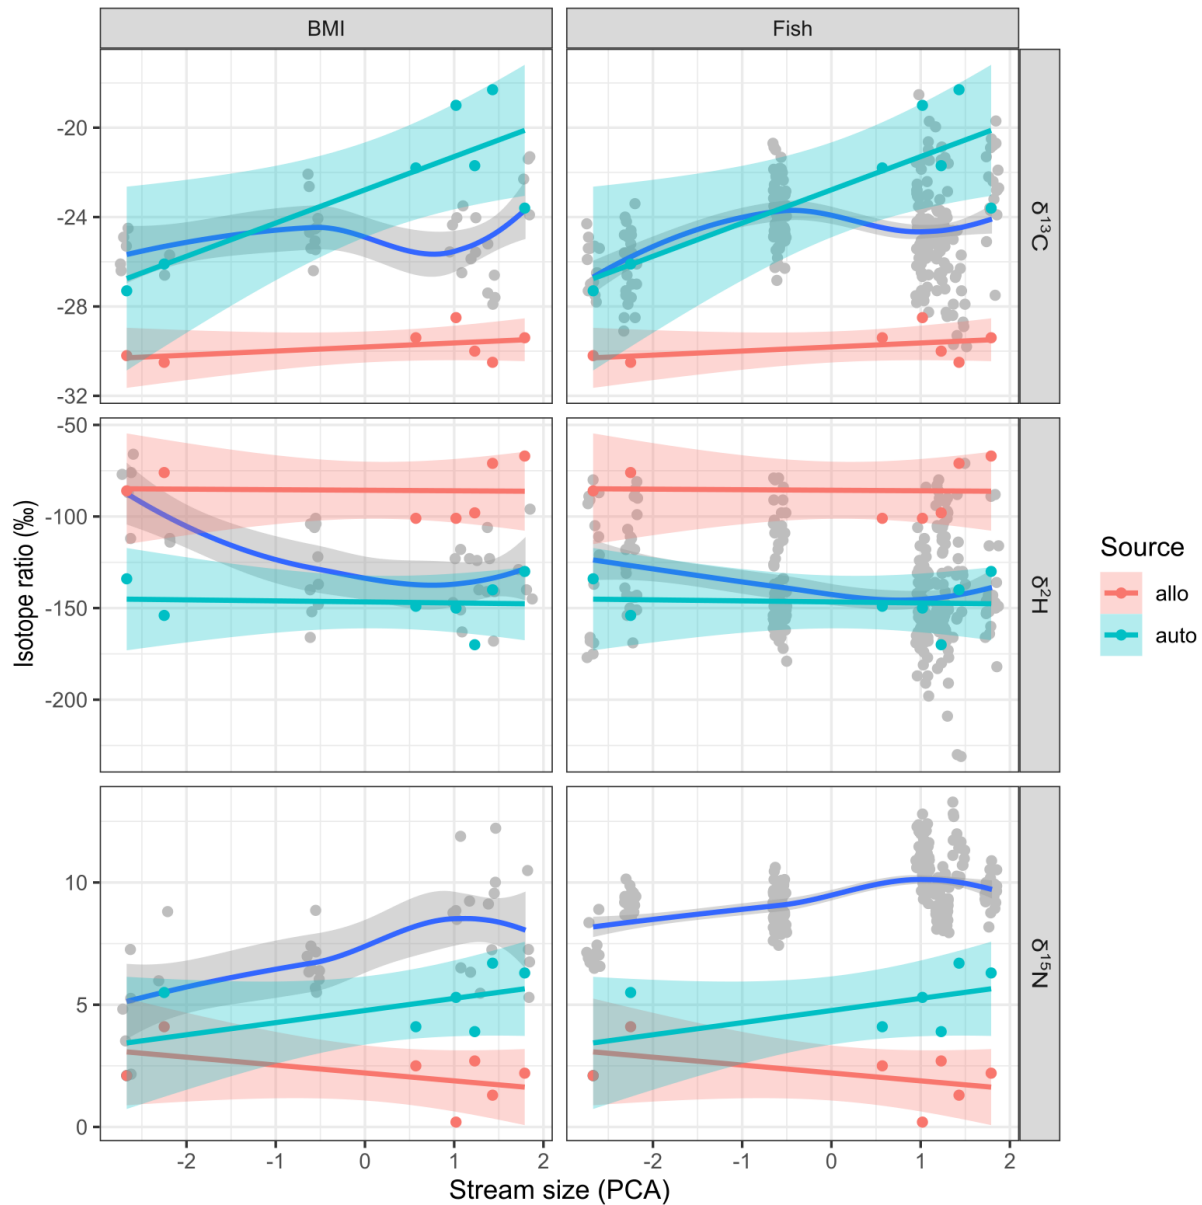 BMI
Fish
-20
-24
-28
-32
δ¹³C
-50
-100
-150
-200
δ²H
10
5
0
δ¹⁵N
Isotope ratio (‰)
-2
-1
0
1
2
-2
-1
0
1
2
Stream size (PCA)
Source
allo
auto